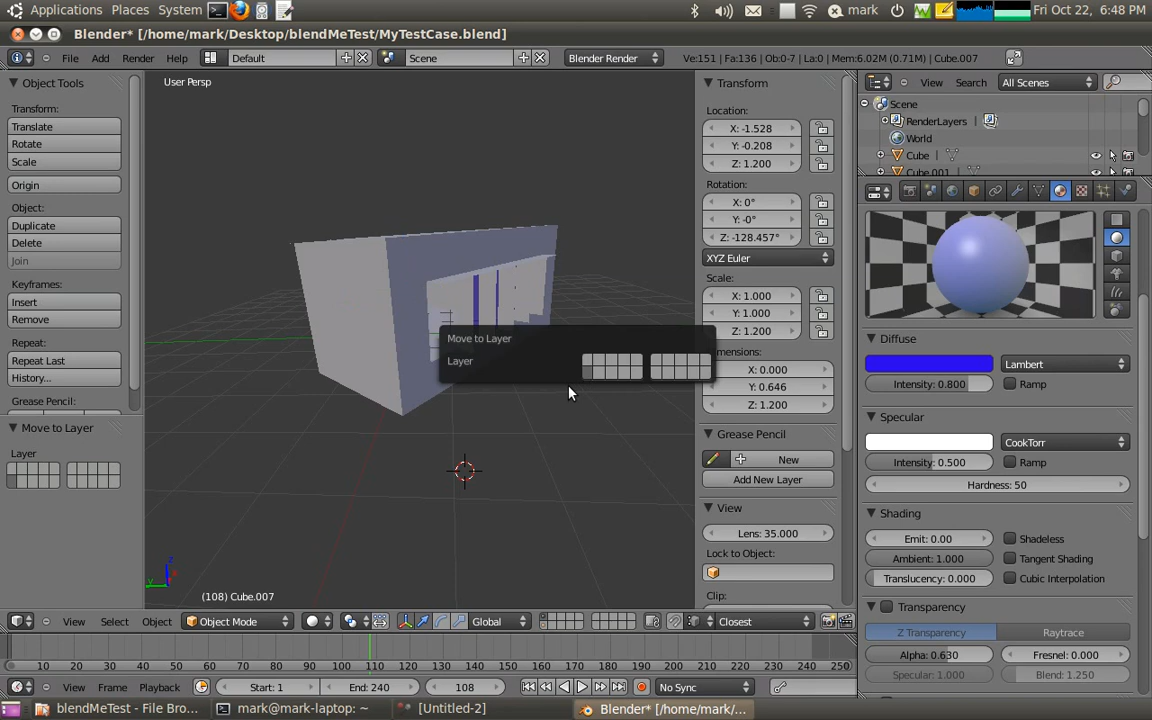 Applications Places System mark Fri Oct 22, 6:48 PM
Blender* [/home/mark/Desktop/blendMeTest/MyTestCase.blend]
File Add Render Help Default Scene Blender Render Ve:151 | Fa:136 | Ob:0-7 | La:0 | Mem:6.02M (0.71M) | Cube.007
Object Tools
Transform:
Translate
Rotate
Scale
Origin
Object:
Duplicate
Delete
Join
Keyframes:
Insert
Remove
Repeat:
Repeat Last
History...
Grease Pencil:
Move to Layer
Layer
User Persp
Move to Layer
Layer
(108) Cube.007
Transform
Location:
X: -1.528
Y: -0.208
Z: 1.200
Rotation:
X: 0°
Y: -0°
Z: -128.457°
XYZ Euler
Scale:
X: 1.000
Y: 1.000
Z: 1.200
mensions:
X: 0.000
Y: 0.646
Z: 1.200
Grease Pencil
New
Add New Layer
View
Lens: 35.000
Lock to Object:
Clip:
View Search All Scenes
Scene
RenderLayers |
World
Cube |
Cube.001
Diffuse
Lambert
Intensity: 0.800 Ramp
Specular
CookTorr
Intensity: 0.500 Ramp
Hardness: 50
Shading
Emit: 0.00 Shadeless
Ambient: 1.000 Tangent Shading
Translucency: 0.000 Cubic Interpolation
Transparency
Z Transparency Raytrace
Alpha: 0.630 Fresnel: 0.000
Specular: 1.000 Blend: 1.250
View Select Object Object Mode Global Closest
10 20 30 40 50 60 70 80 90 100 110 120 130 140 150 160 170 180 190 200 210 220 230 240 250
View Frame Playback Start: 1 End: 240 108 No Sync
blendMeTest - File Bro... mark@mark-laptop: ~ [Untitled-2] Blender* [/home/mark/...